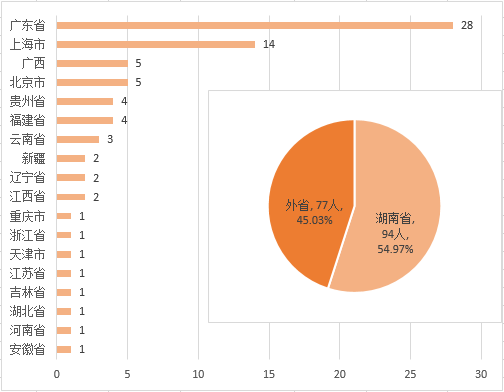 广东省 28
上海市 14
广西 5
北京市 5
贵州省 4
福建省 4
云南省 3
新疆 2
辽宁省 2
江西省 2
重庆市 1
浙江省 1
天津市 1
江苏省 1
吉林省 1
湖北省 1
河南省 1
安徽省 1
0 5 10 15 20 25 30
外省, 77人,
45.03%
湖南省,
94人,
54.97%